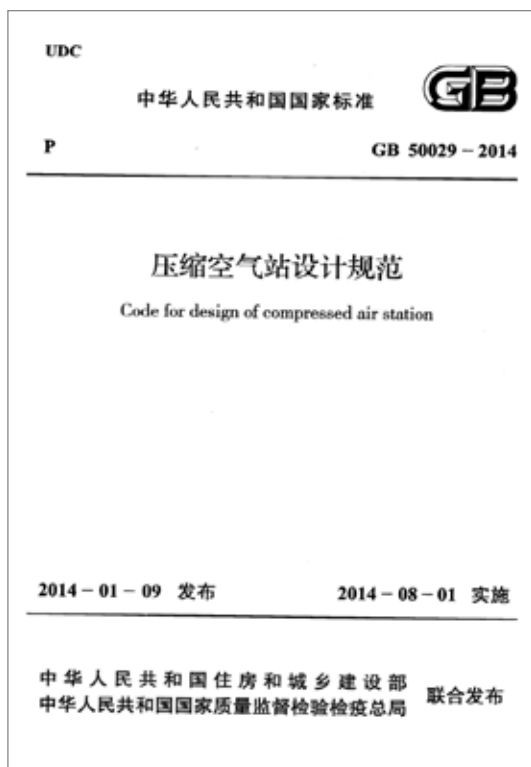 UDC
中华人民共和国国家标准
GB
P
GB 50029-2014
压缩空气站设计规范
Code for design of compressed air station
2014-01-09 发布
2014-08-01 实施
中华人民共和国住房和城乡建设部
中华人民共和国国家质量监督检验检疫总局
联合发布